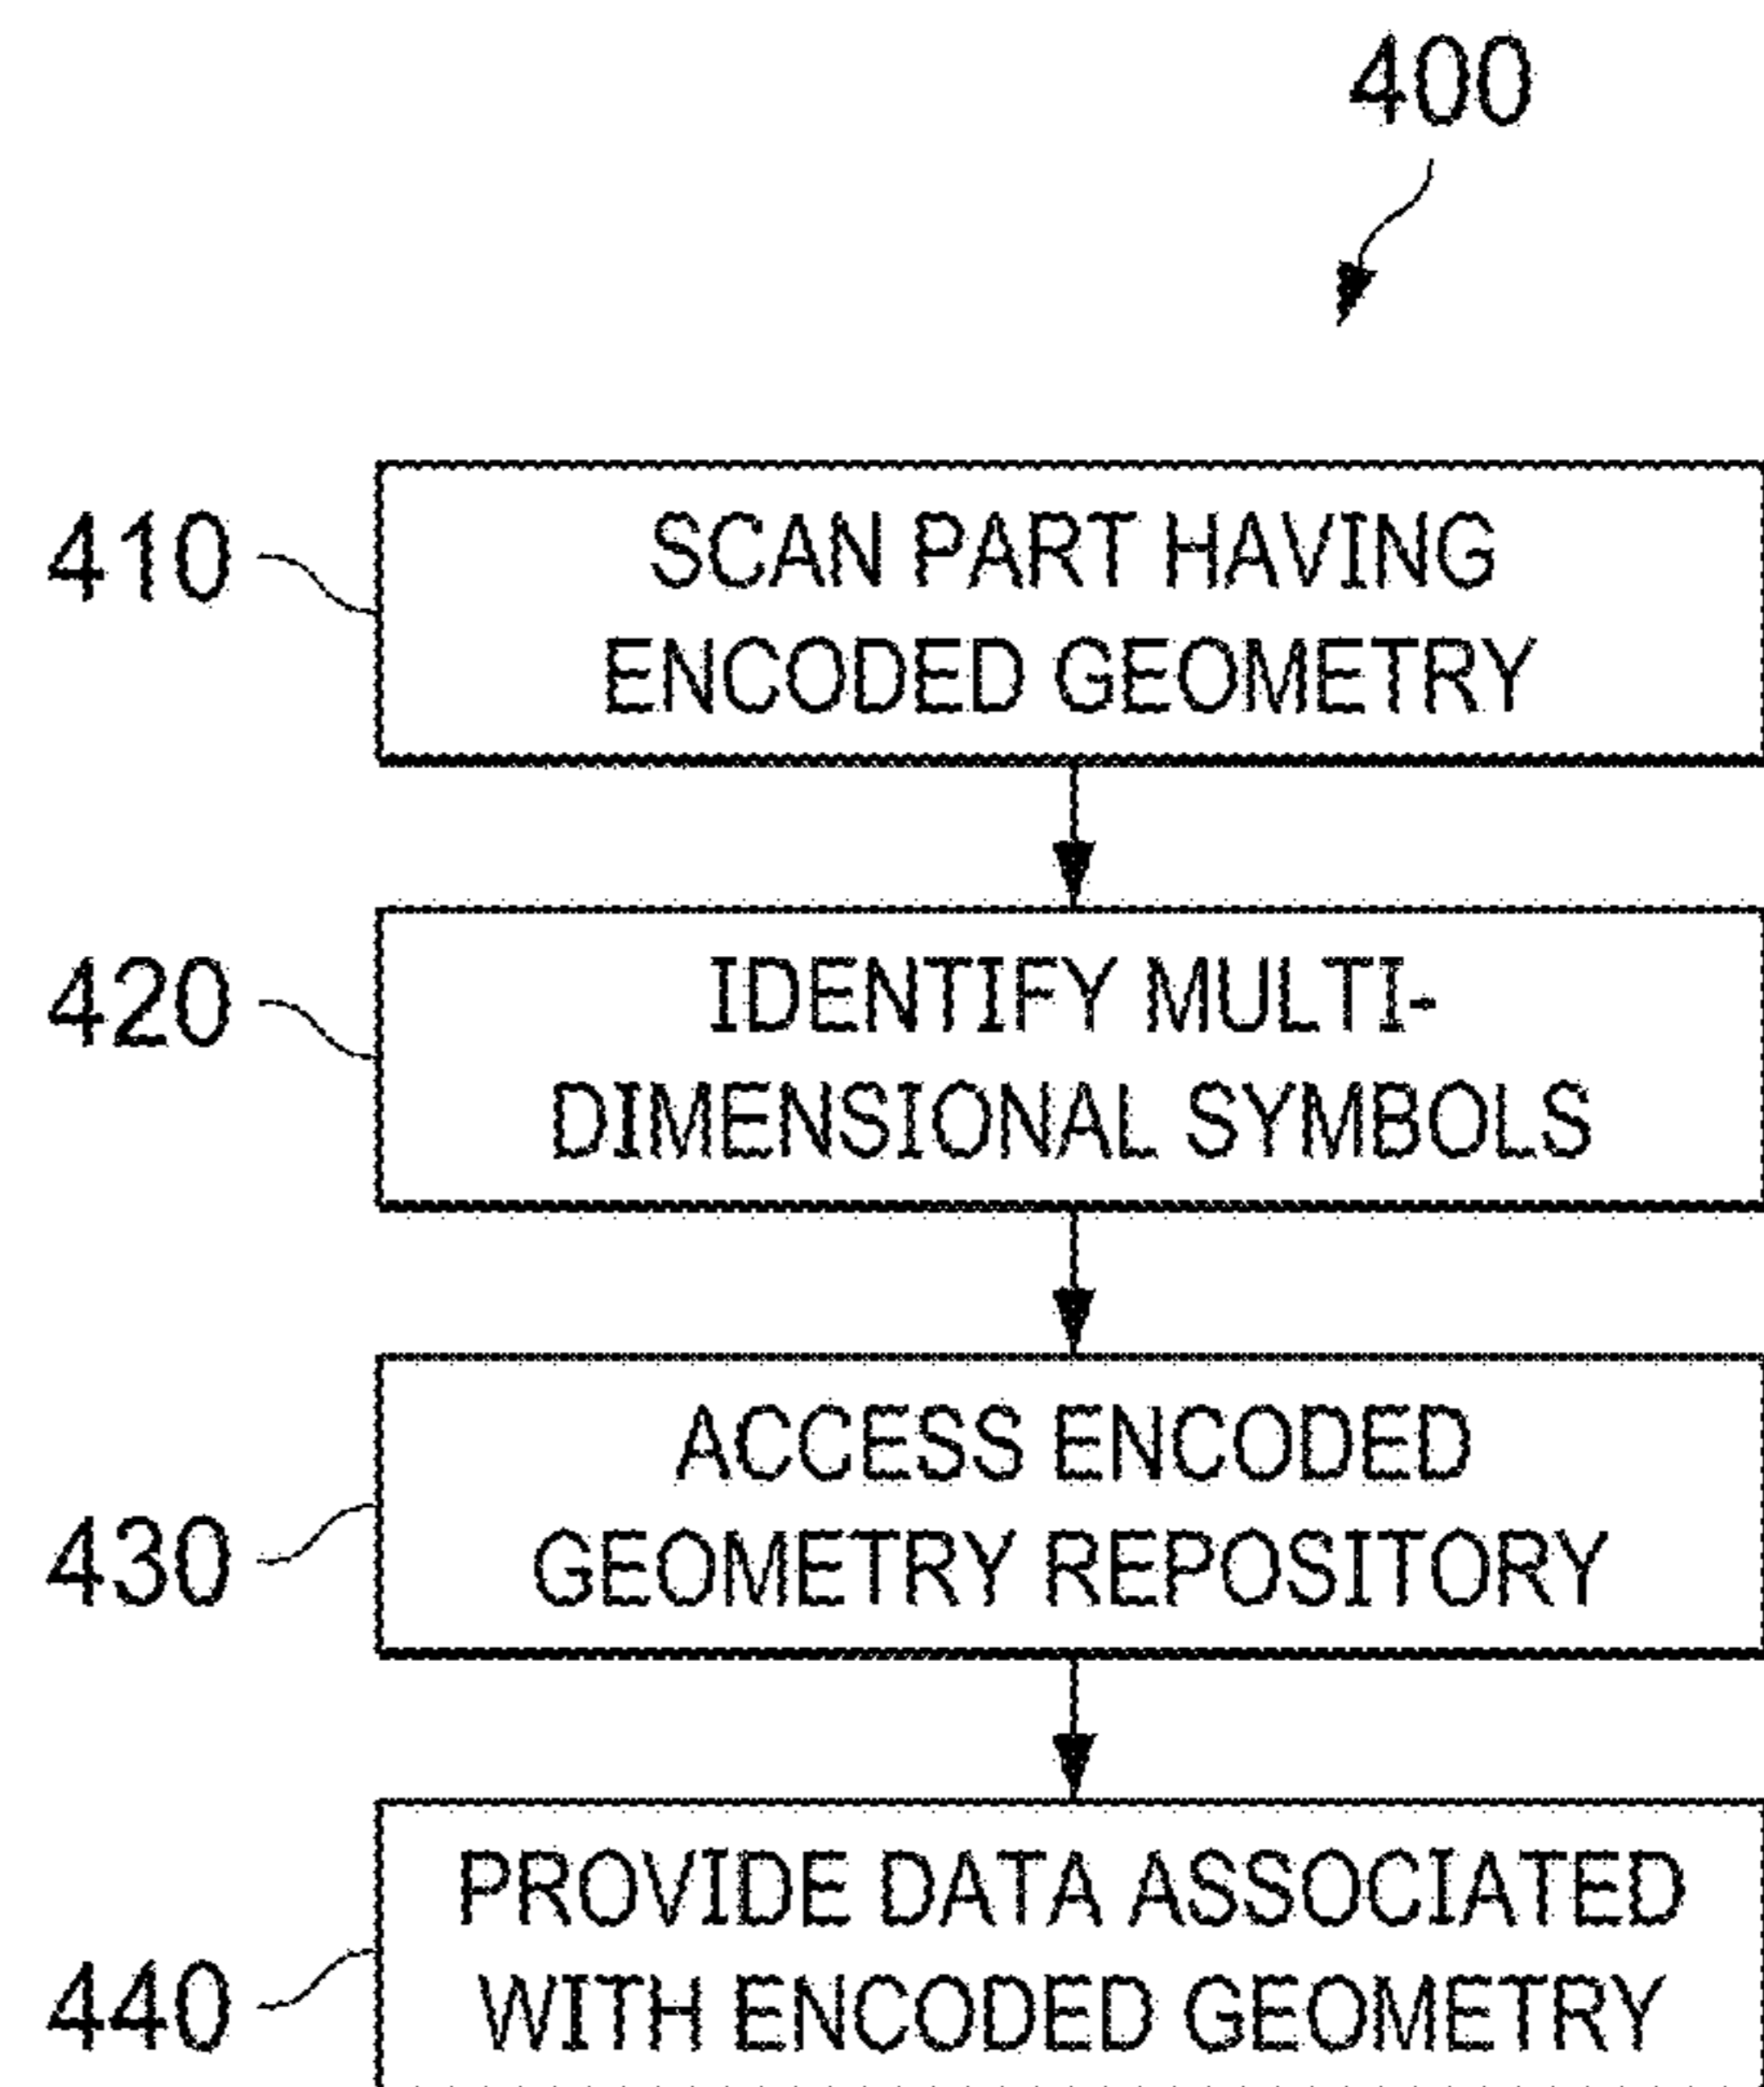 400
410
SCAN PART HAVING
ENCODED GEOMETRY
420
IDENTIFY MULTI-
DIMENSIONAL SYMBOLS
430
ACCESS ENCODED
GEOMETRY REPOSITORY
440
PROVIDE DATA ASSOCIATED
WITH ENCODED GEOMETRY